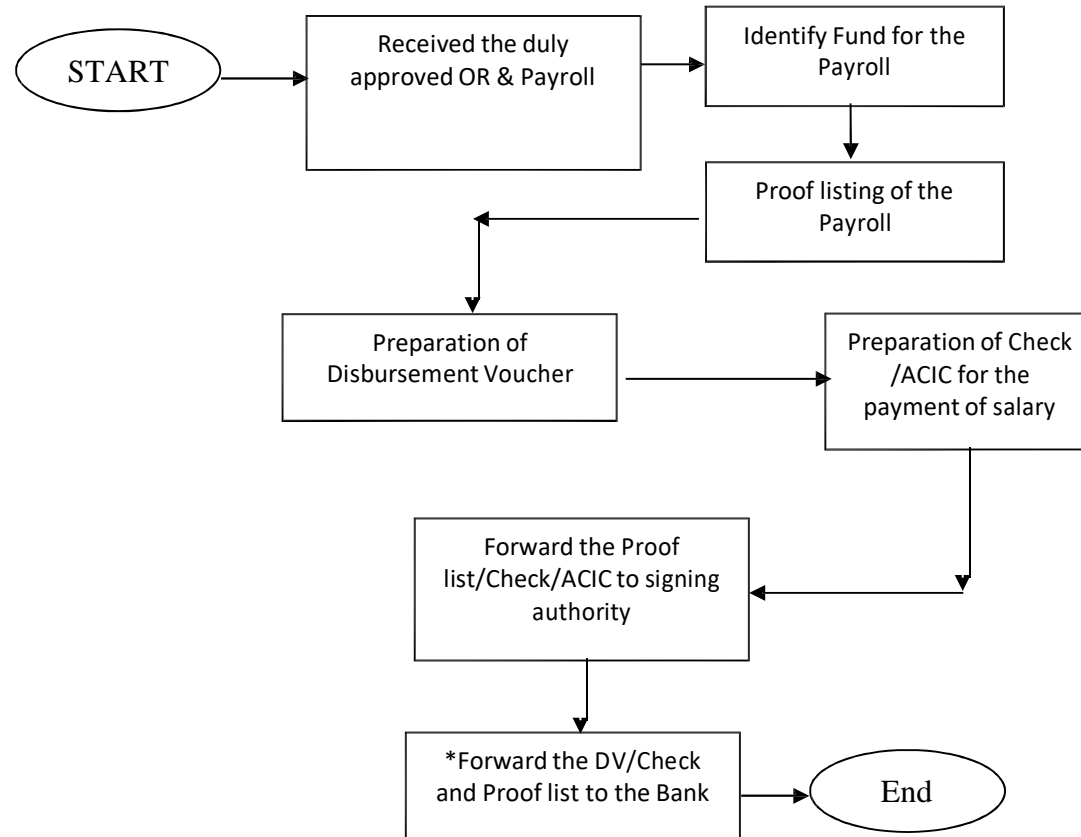 START
Received the duly
approved OR & Payroll
Identify Fund for the
Payroll
Proof listing of the
Payroll
Preparation of
Disbursement Voucher
Preparation of Check
/ACIC for the
payment of salary
Forward the Proof
list/Check/ACIC to signing
authority
*Forward the DV/Check
and Proof list to the Bank
End